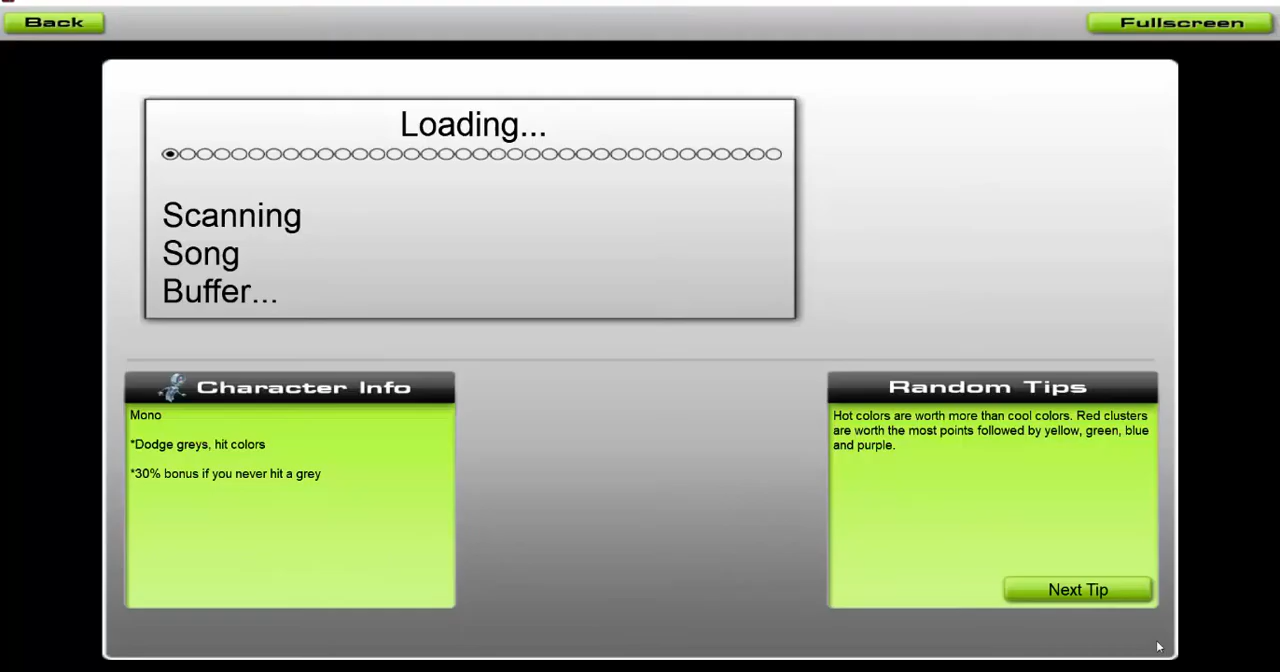 Back
Fullscreen
Loading...
Scanning
Song
Buffer...
Character Info
Mono
*Dodge greys, hit colors
*30% bonus if you never hit a grey
Random Tips
Hot colors are worth more than cool colors. Red clusters
are worth the most points followed by yellow, green, blue
and purple.
Next Tip